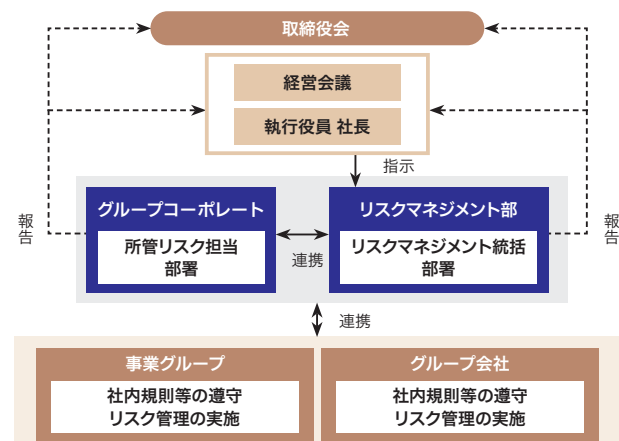 取締役会
経営会議
執行役員 社長
指示
報告
グループコーポレート
所管リスク担当
部署
連携
リスクマネジメント部
リスクマネジメント統括
部署
報告
連携
事業グループ
社内規則等の遵守
リスク管理の実施
グループ会社
社内規則等の遵守
リスク管理の実施